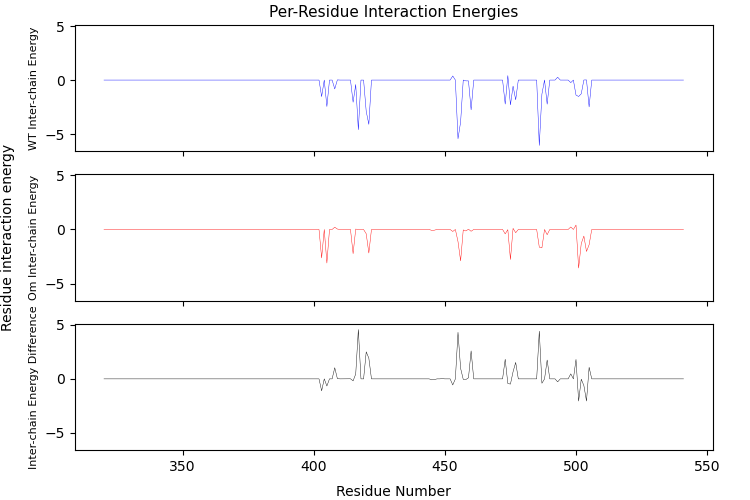 Per-Residue Interaction Energies
Residue interaction energy
WT Inter-chain Energy
5
0
−5
Om Inter-chain Energy
5
0
−5
Inter-chain Energy Difference
5
0
−5
350
400
450
500
550
Residue Number